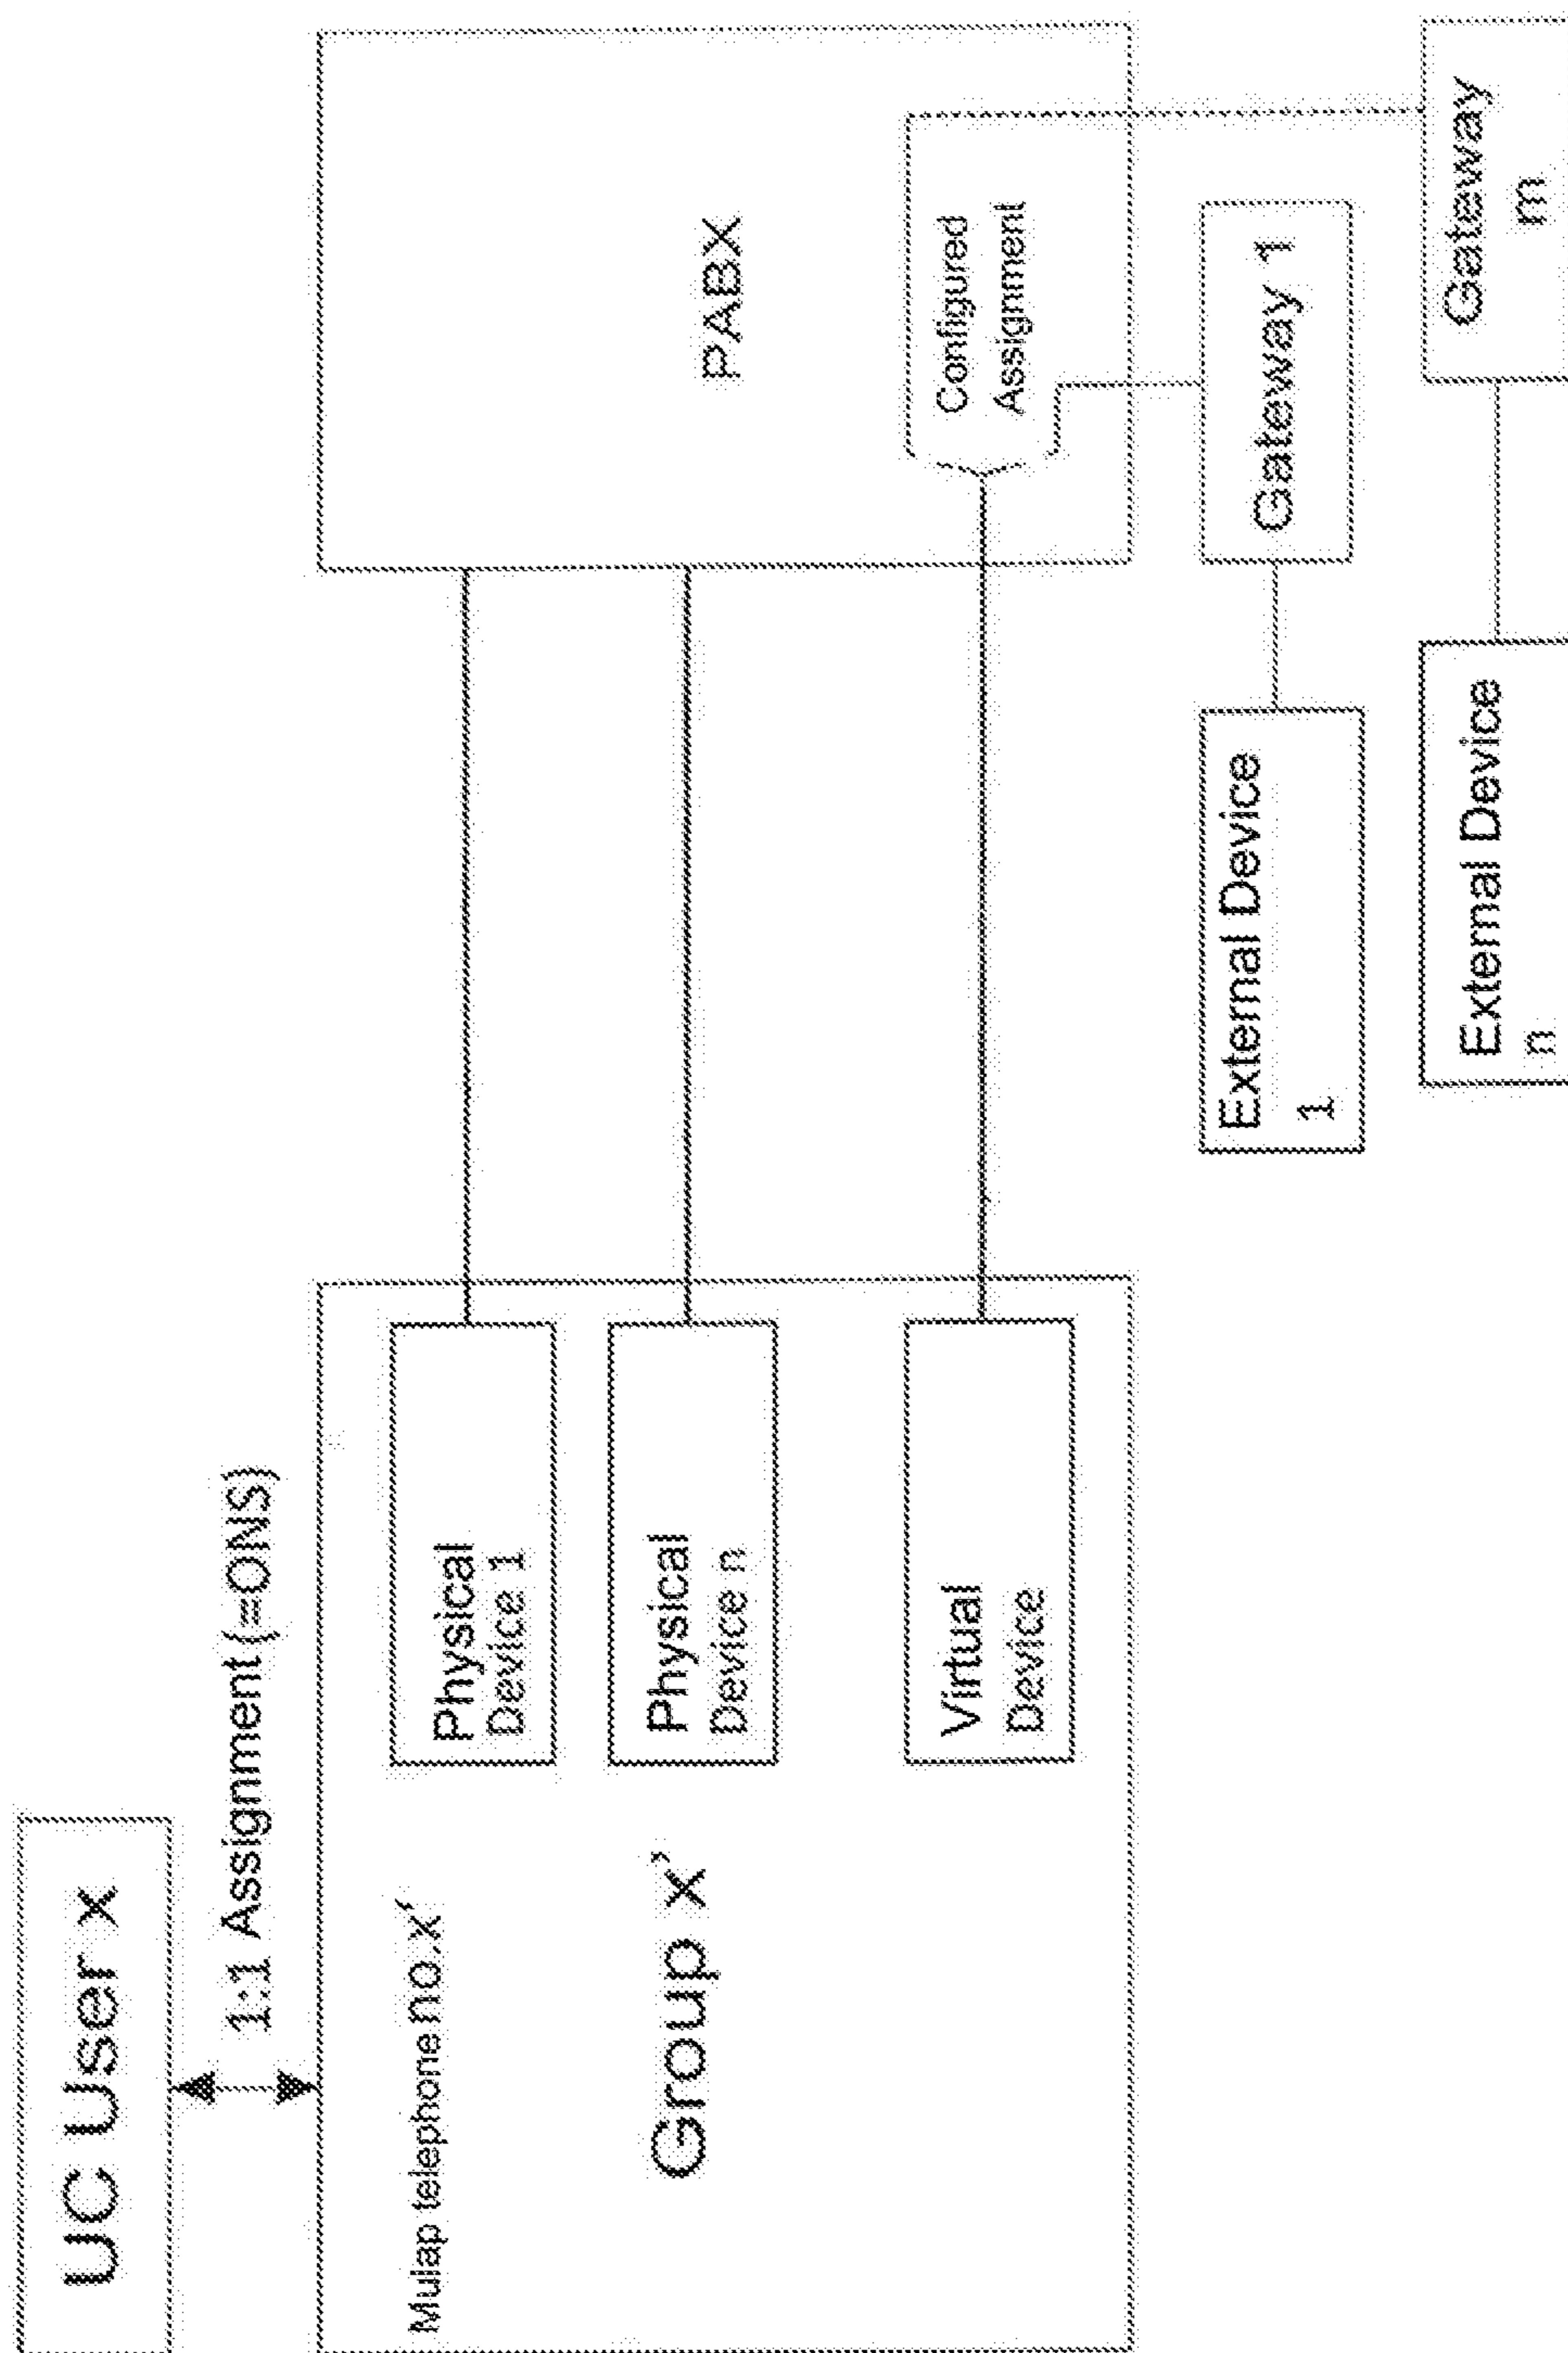 UC User x
1:1 Assignment (=ONS)
Mulap telephone no.x‘
Group x’
Physical
Device 1
Physical
Device n
Virtual
Device
PABX
Configured
Assignment
External Device
1
Gateway 1
External Device
n
Gateway
m